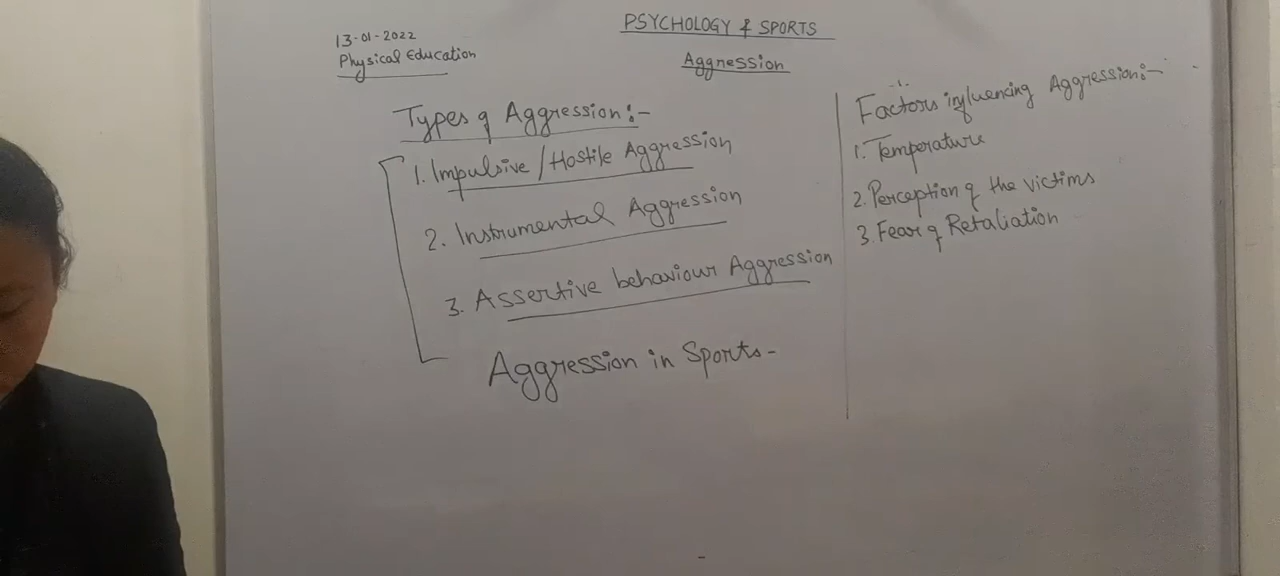 13-01-2022
Physical Education
PSYCHOLOGY & SPORTS
Aggression
Types of Aggression:-
1. Impulsive / Hostile Aggression
2. Instrumental Aggression
3. Assertive behaviour Aggression
Aggression in Sports-
Factors influencing Aggression:-
1. Temperature
2. Perception of the victims
3. Fear of Retaliation